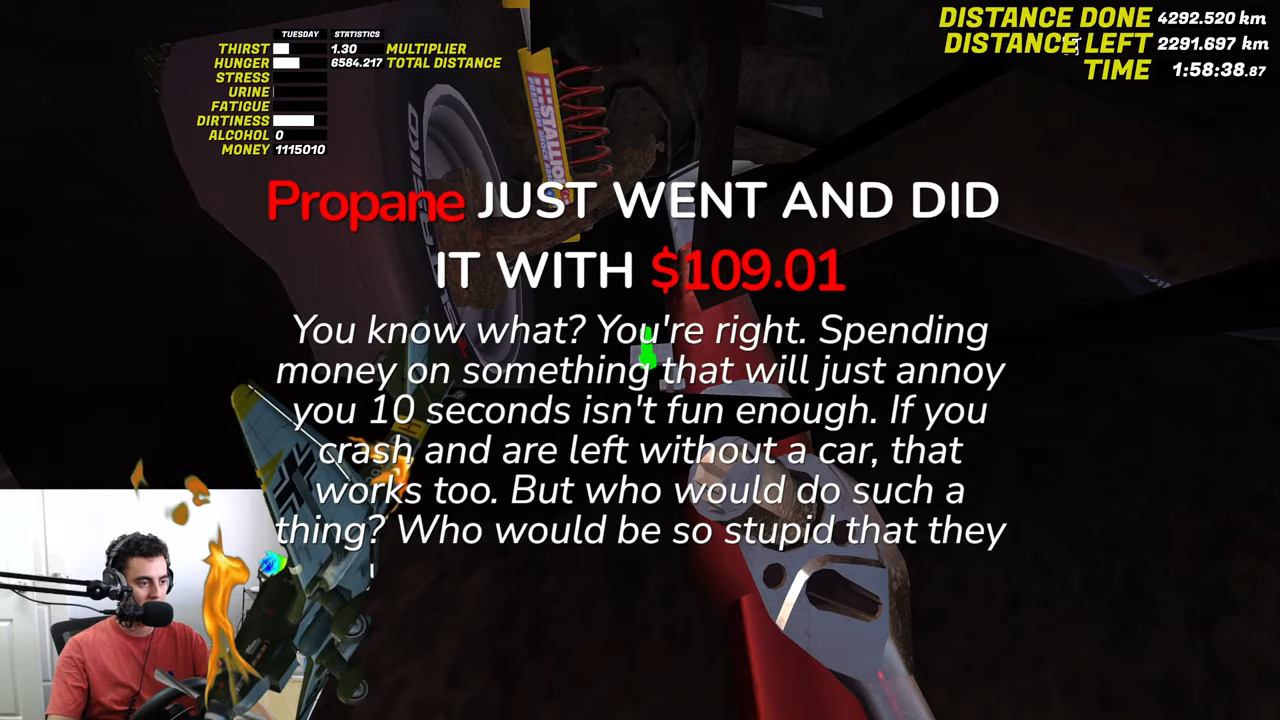 TUESDAY STATISTICS
THIRST 1.30 MULTIPLIER
HUNGER 6584.217 TOTAL DISTANCE
STRESS
URINE
FATIGUE
DIRTINESS
ALCOHOL 0
MONEY 1115010
DISTANCE DONE 4292.520 km
DISTANCE LEFT 2291.697 km
TIME 1:58:38.87
STALLION
Propane JUST WENT AND DID
IT WITH $109.01
You know what? You're right. Spending
money on something that will just annoy
you 10 seconds isn't fun enough. If you
crash and are left without a car, that
works too. But who would do such a
thing? Who would be so stupid that they